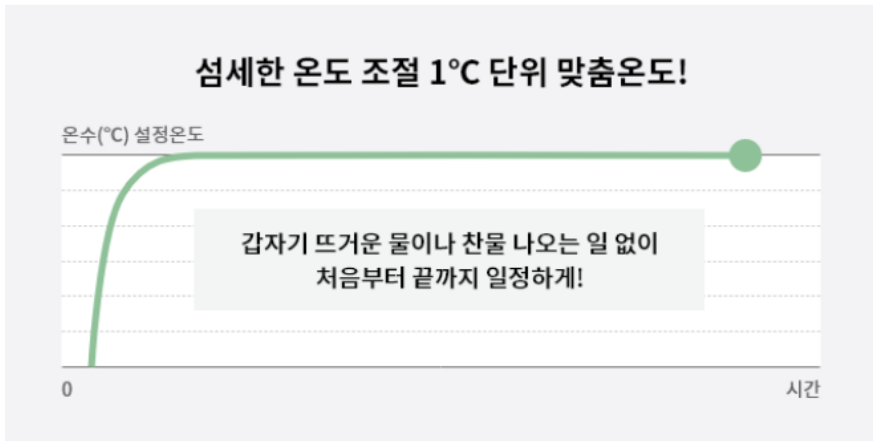 섬세한 온도 조절 1℃ 단위 맞춤온도!
온수(℃) 설정온도
갑자기 뜨거운 물이나 찬물 나오는 일 없이
처음부터 끝까지 일정하게!
0
시간